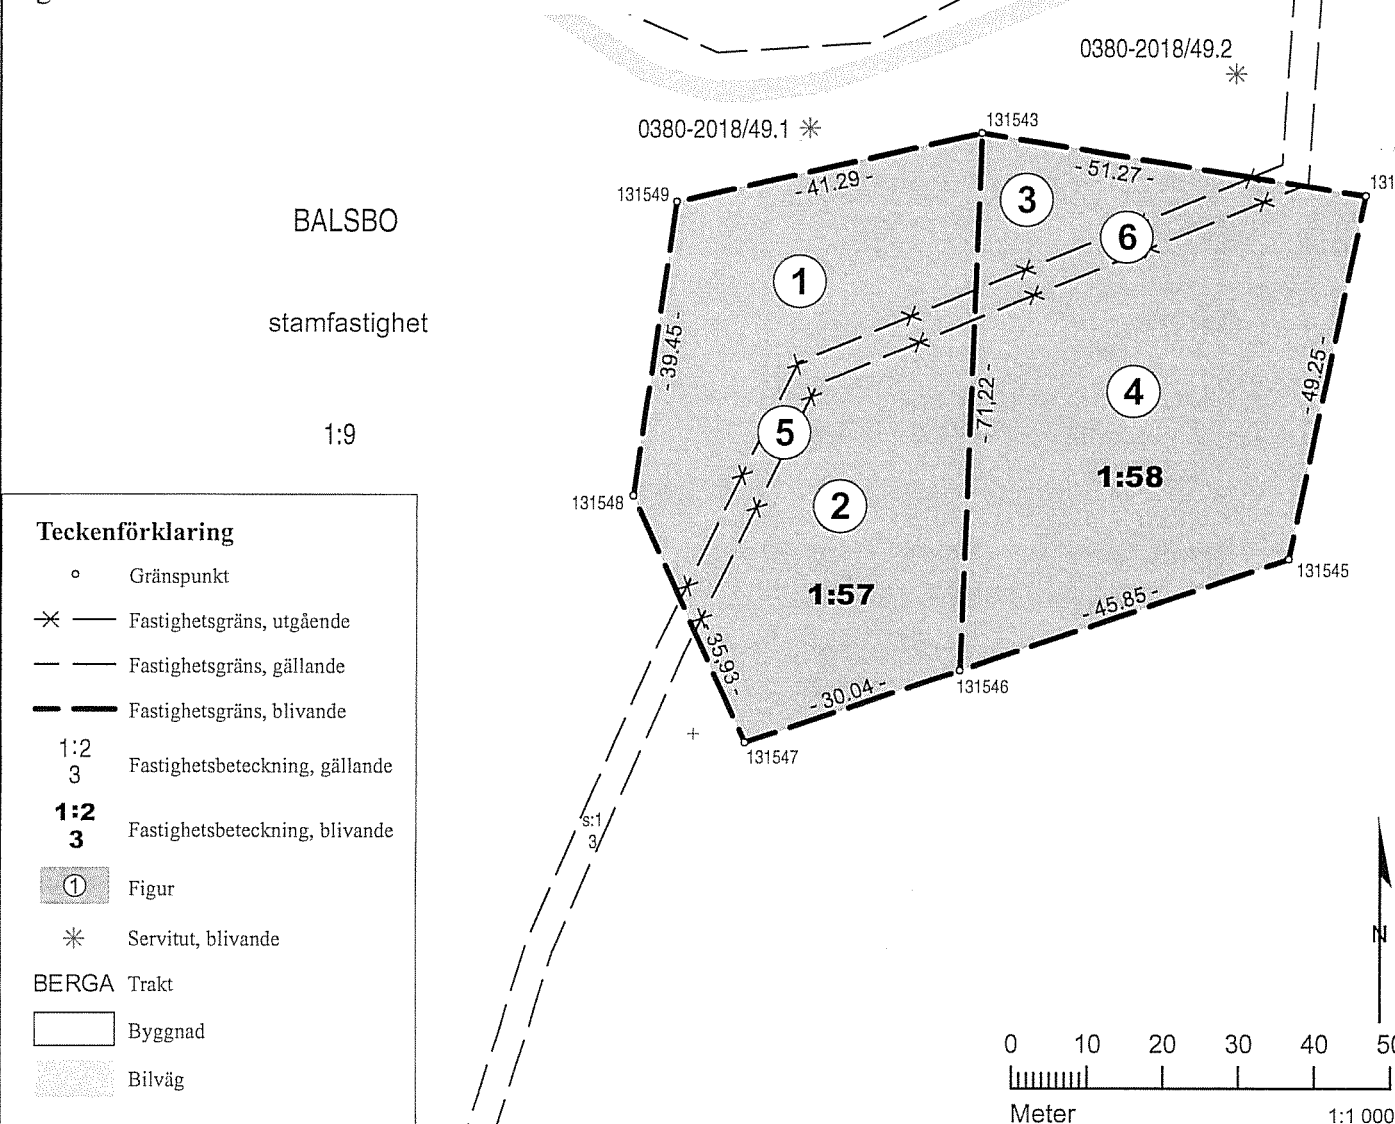 0380-2018/49.2
0380-2018/49.1
131543
131549
- 41.29 -
- 51.27 -
131
BALSBO
stamfastighet
1:9
1
3
6
- 39.45 -
- 71,22 -
- 49.25 -
4
5
1:58
2
131548
1:57
131545
- 45.85 -
- 35,93 -
- 30.04 -
131546
131547
s:1
3
Teckenförklaring
Gränspunkt
Fastighetsgräns, utgående
Fastighetsgräns, gällande
Fastighetsgräns, blivande
1:2
3
Fastighetsbeteckning, gällande
1:2
3
Fastighetsbeteckning, blivande
1 Figur
Servitut, blivande
BERGA Trakt
Byggnad
Bilväg
N
0 10 20 30 40 50
Meter 1:1 000